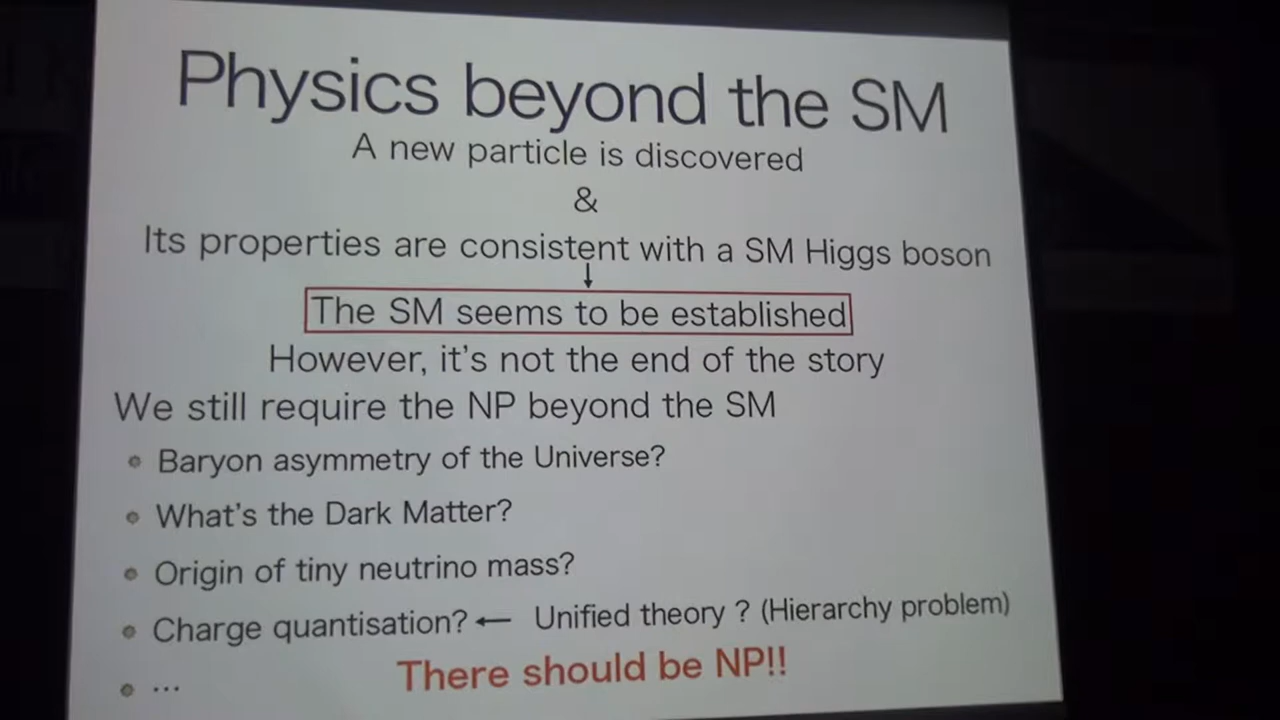 Physics beyond the SM
A new particle is discovered
&
Its properties are consistent with a SM Higgs boson
The SM seems to be established
However, it's not the end of the story
We still require the NP beyond the SM
• Baryon asymmetry of the Universe?
• What's the Dark Matter?
• Origin of tiny neutrino mass?
• Charge quantisation? ← Unified theory ? (Hierarchy problem)
• ...
There should be NP!!